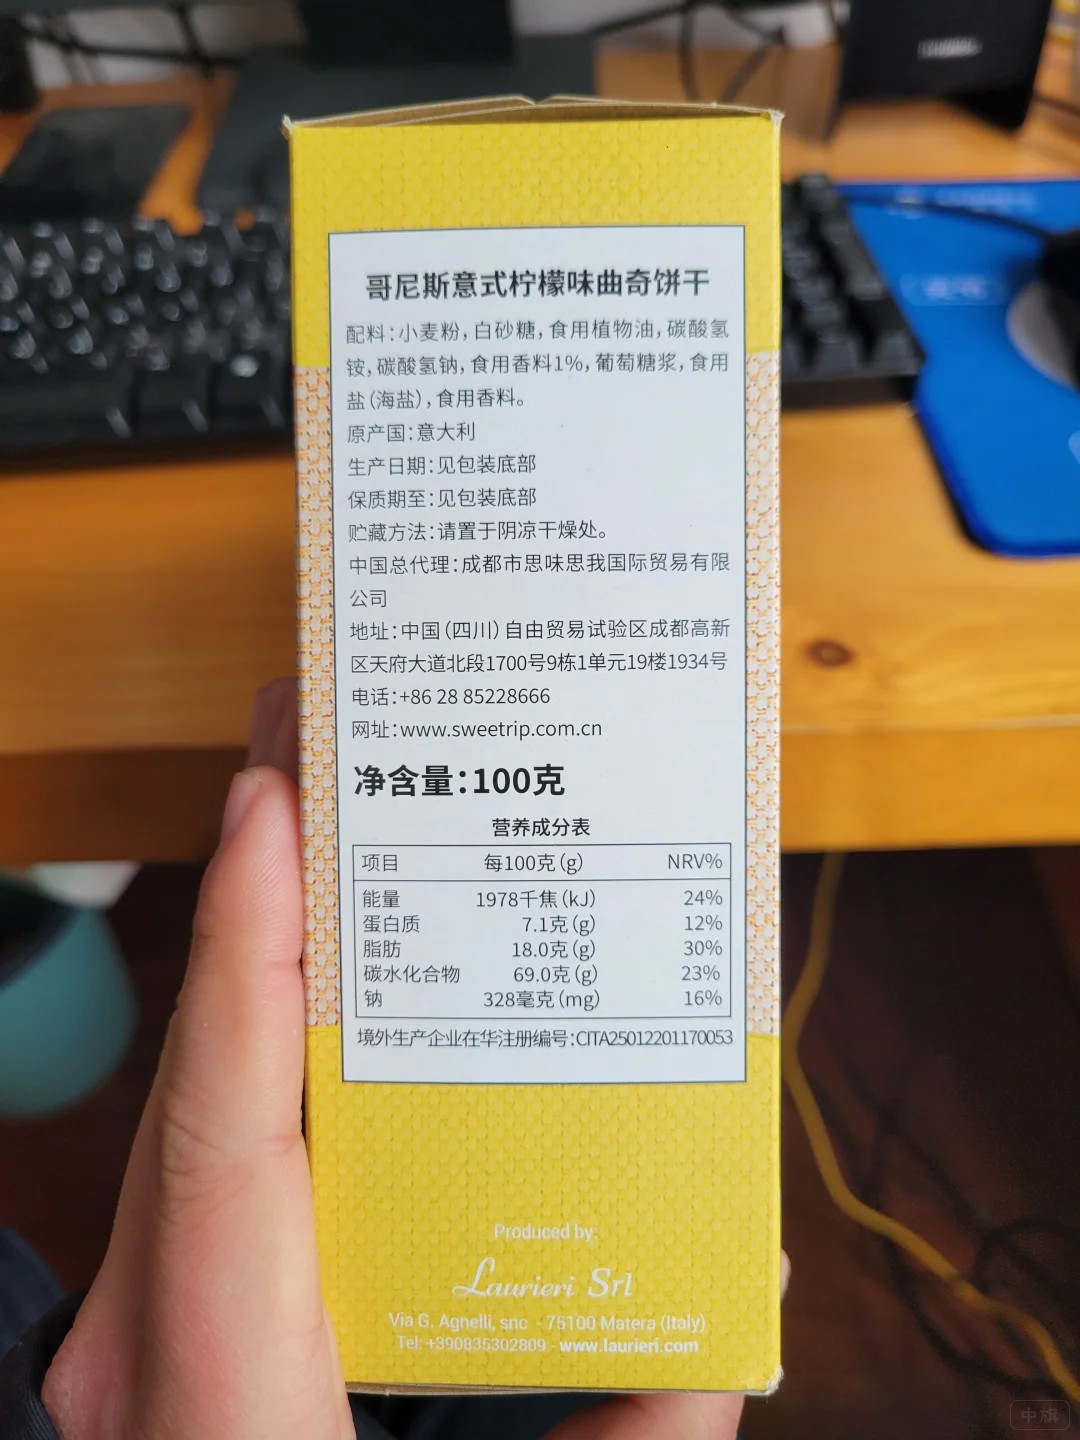 哥尼斯意式柠檬味曲奇饼干
配料：小麦粉，白砂糖，食用植物油，碳酸氢
铵，碳酸氢钠，食用香料1%，葡萄糖浆，食用
盐（海盐），食用香料。
原产国：意大利
生产日期：见包装底部
保质期至：见包装底部
贮藏方法：请置于阴凉干燥处。
中国总代理：成都市思味思我国际贸易有限
公司
地址：中国（四川）自由贸易试验区成都高新
区天府大道北段1700号9栋1单元19楼1934号
电话：+86 28 85228666
网址：www.sweetrip.com.cn
净含量：100克
营养成分表
项目 每100克（g） NRV%
能量 1978千焦（kJ） 24%
蛋白质 7.1克（g） 12%
脂肪 18.0克（g） 30%
碳水化合物 69.0克（g） 23%
钠 328毫克（mg） 16%
境外生产企业在华注册编号：CITA25012201170053
Produced by:
Laurieri Srl
Via G. Agnelli, snc - 75100 Matera (Italy)
Tel: +390835302809 - www.laurieri.com
中旗